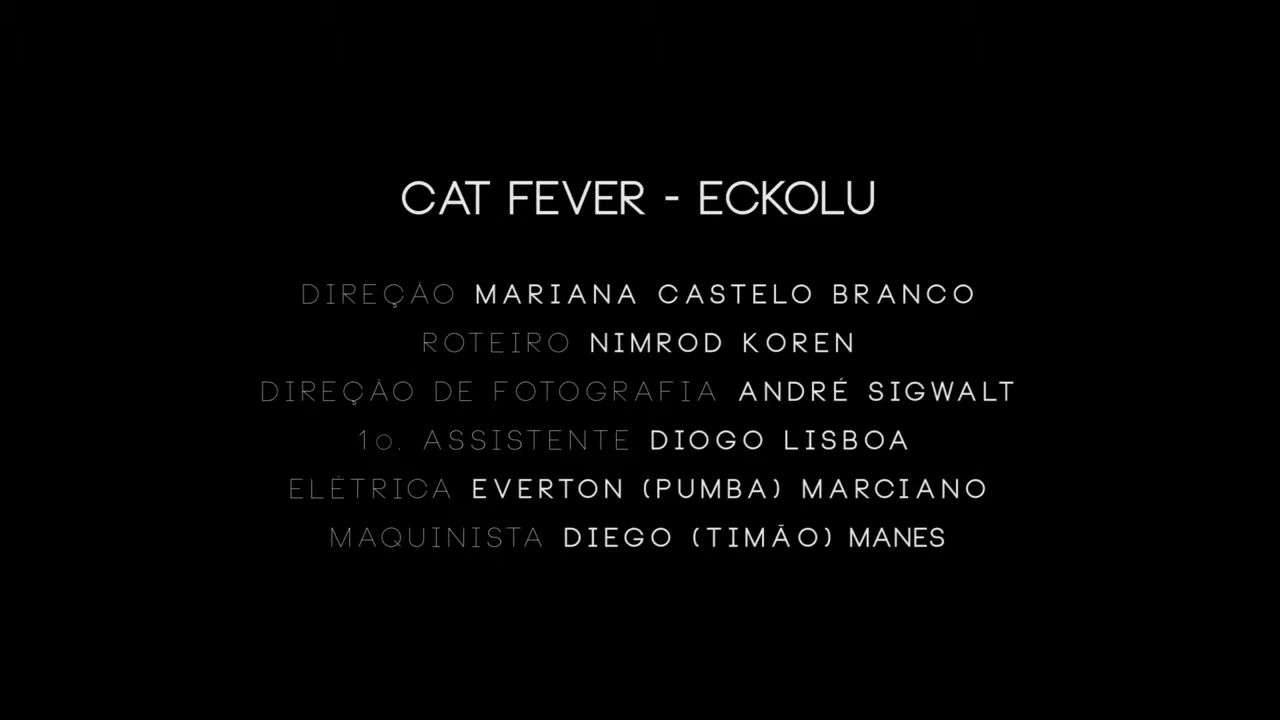 CAT FEVER - ECKOLU
DIREÇÃO MARIANA CASTELO BRANCO
ROTEIRO NIMROD KOREN
DIREÇÃO DE FOTOGRAFIA ANDRÉ SIGWALT
1o. ASSISTENTE DIOGO LISBOA
ELÉTRICA EVERTON (PUMBA) MARCIANO
MAQUINISTA DIEGO (TIMÃO) MANES